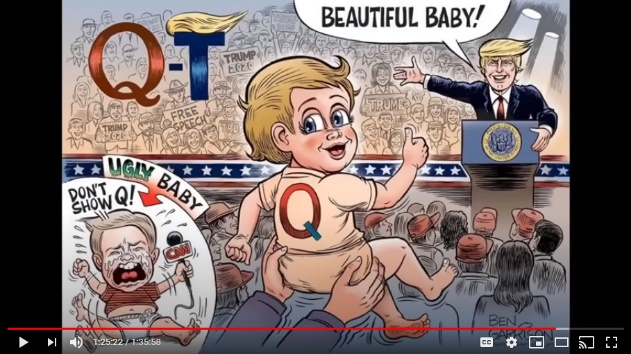 BEAUTIFUL BABY!
Q-T
TRUMP
FREE
SPEECH
TRUMP
TRUMP
UGLY BABY
DON'T
SHOW Q!
CNN
Q
BEN
GARRISON
1:25:22 / 1:35:58
CC